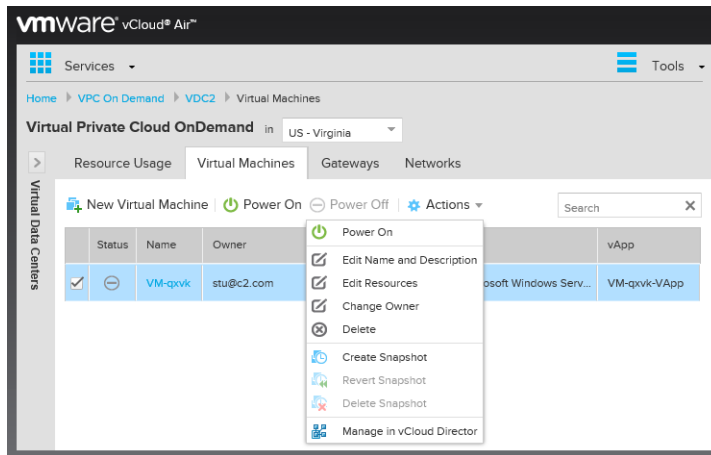 vmware® vCloud® Air™
Services
Tools
Home VPC On Demand VDC2 Virtual Machines
Virtual Private Cloud OnDemand in US - Virginia
Resource Usage Virtual Machines Gateways Networks
Virtual Data Centers
New Virtual Machine Power On Power Off Actions Search
Status Name Owner vApp
VM-qxvk stu@c2.com osoft Windows Serv... VM-qxvk-VApp
Power On
Edit Name and Description
Edit Resources
Change Owner
Delete
Create Snapshot
Revert Snapshot
Delete Snapshot
Manage in vCloud Director